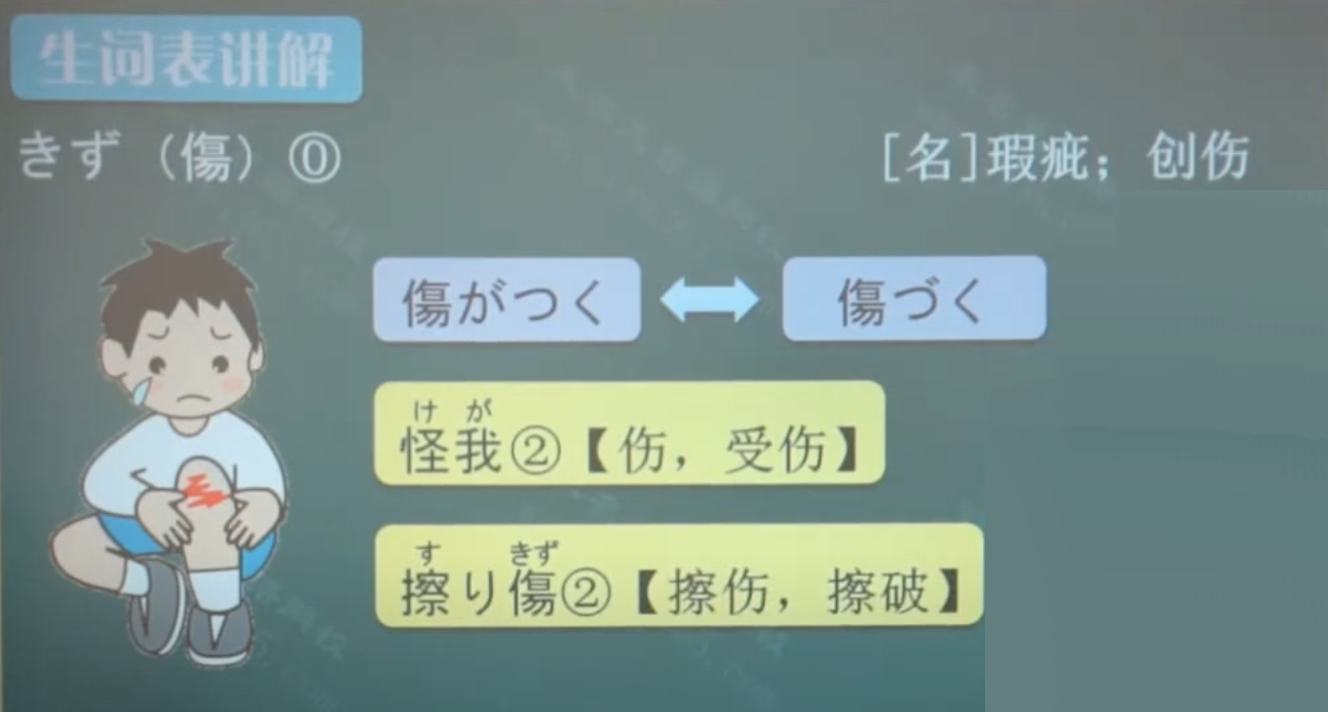 生词表讲解
きず（傷）⓪ [名]瑕疵；创伤
傷がつく ⇔ 傷づく
けが
怪我②【伤，受伤】
す きず
擦り傷②【擦伤，擦破】